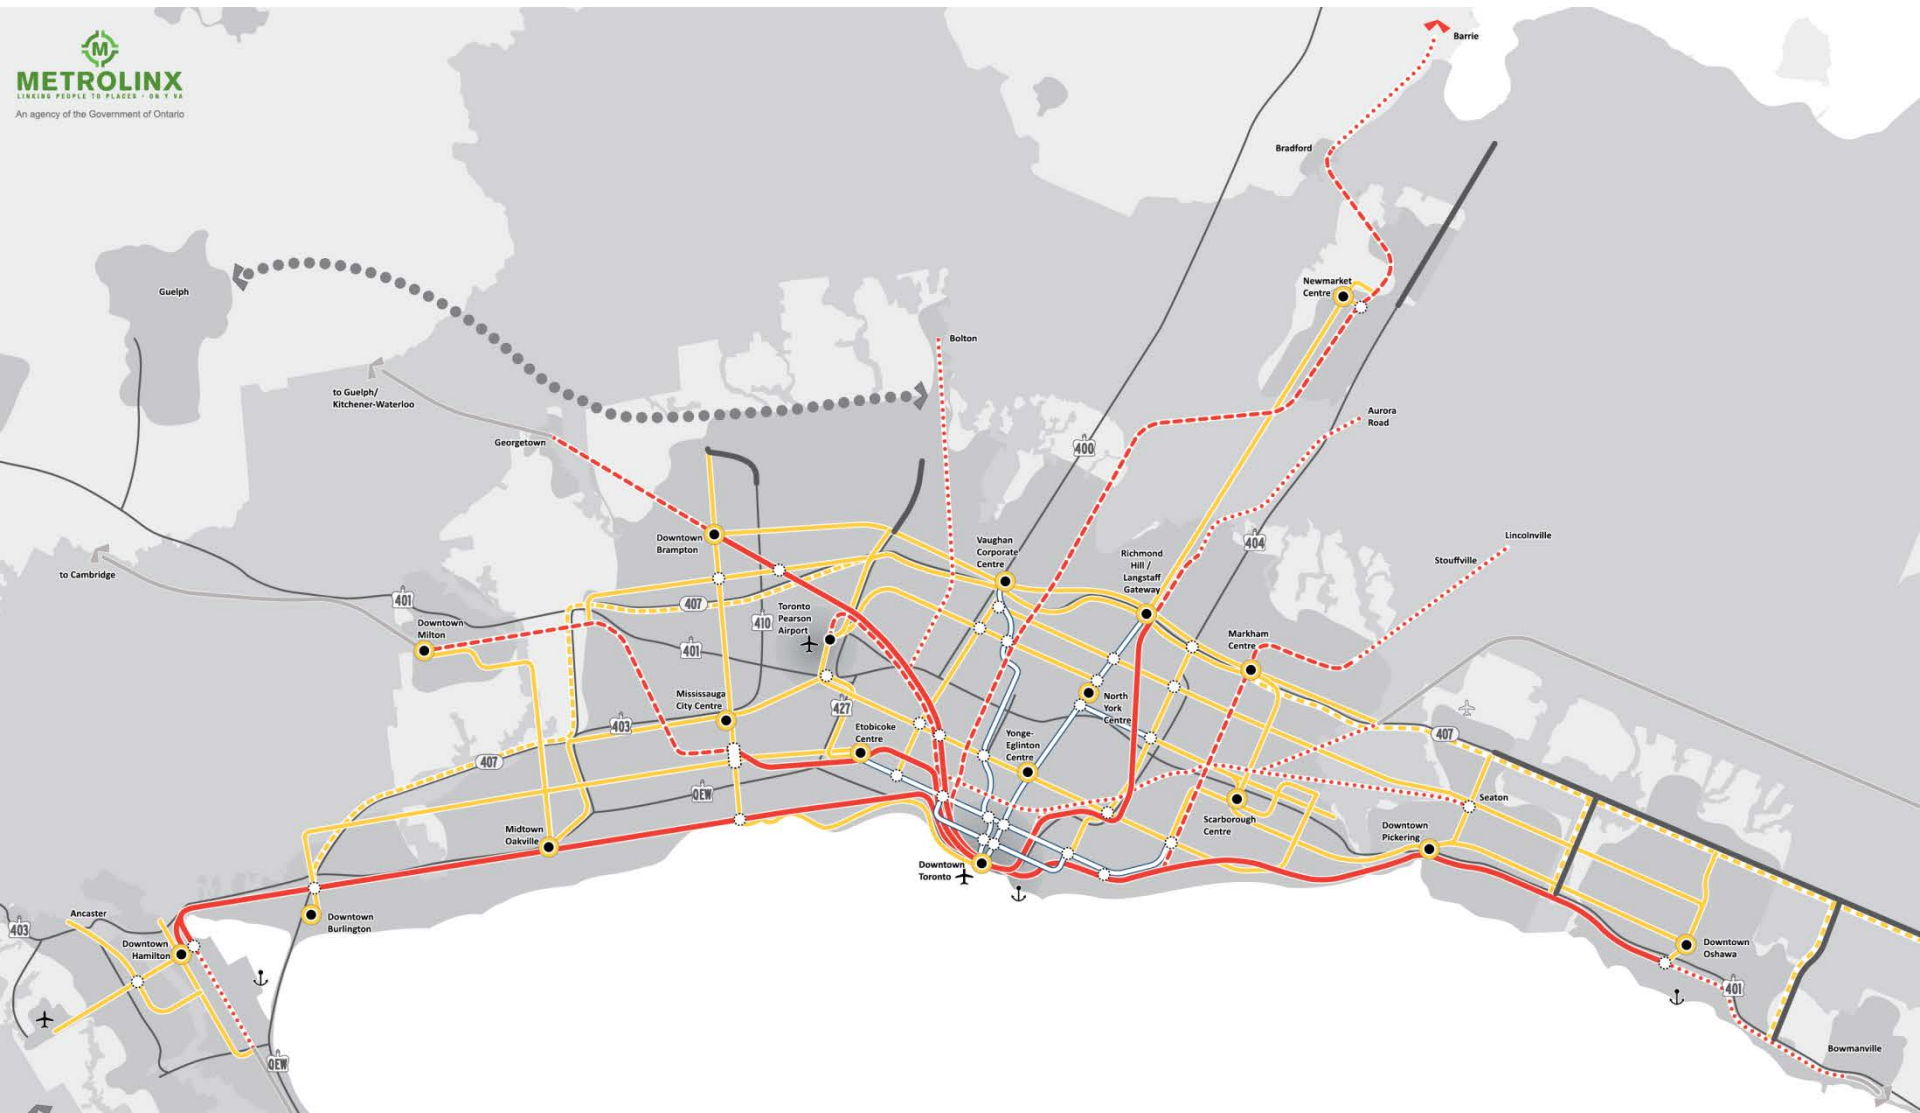 M
METROLINX
LINKING PEOPLE TO PLACES · ON Y VA
An agency of the Government of Ontario
Barrie
Bradford
Newmarket
Centre
Guelph
Bolton
to Guelph/
Kitchener-Waterloo
Aurora
Road
Georgetown
400
Downtown
Brampton
Vaughan
Corporate
Centre
Richmond
Hill /
Langstaff
Gateway
404
Lincolnville
Stouffville
to Cambridge
401
407
Toronto
Pearson
Airport
410
Downtown
Milton
401
Markham
Centre
Mississauga
City Centre
427
North
York
Centre
403
Etobicoke
Centre
Yonge-
Eglinton
Centre
407
407
QEW
Seaton
Scarborough
Centre
Midtown
Oakville
Downtown
Pickering
Downtown
Toronto
Ancaster
403
Downtown
Burlington
Downtown
Hamilton
Downtown
Oshawa
401
QEW
Bowmanville